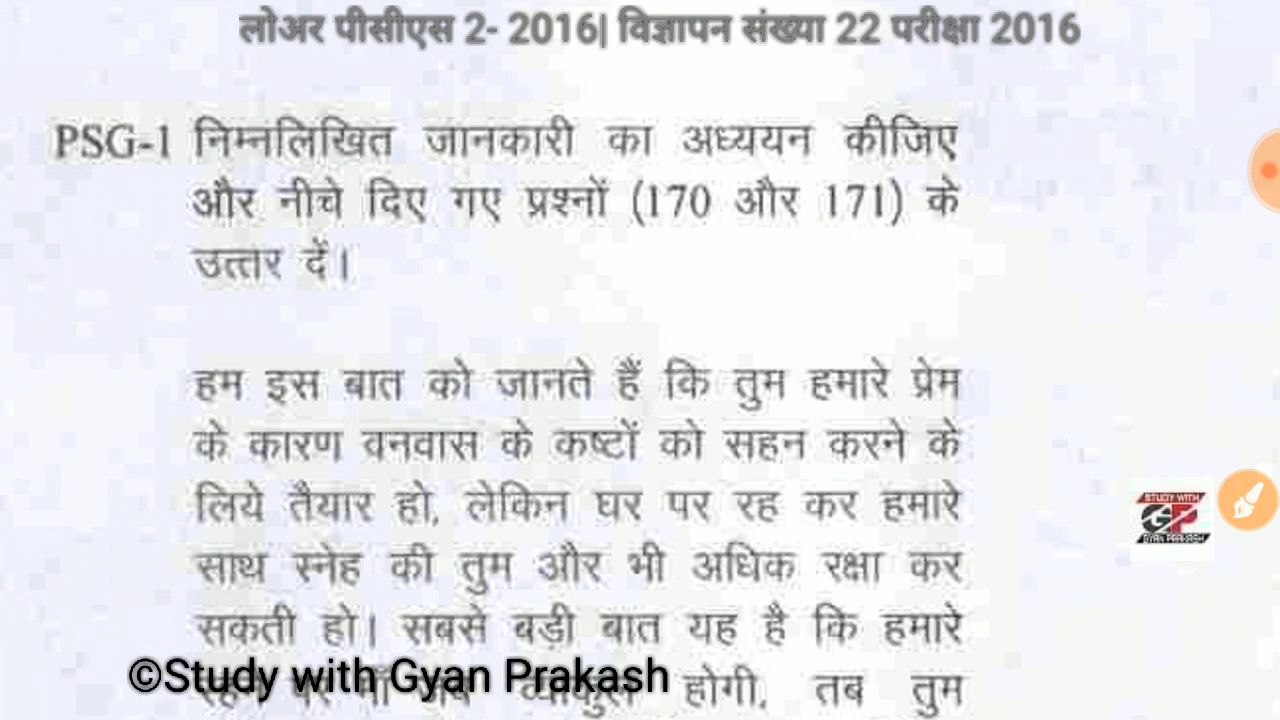 लोअर पीसीएस 2- 2016| विज्ञापन संख्या 22 परीक्षा 2016
PSG-1 निम्नलिखित जानकारी का अध्ययन कीजिए
और नीचे दिए गए प्रश्नों (170 और 171) के
उत्तर दें।
हम इस बात को जानते हैं कि तुम हमारे प्रेम
के कारण वनवास के कष्टों को सहन करने के
लिये तैयार हो, लेकिन घर पर रह कर हमारे
साथ स्नेह की तुम और भी अधिक रक्षा कर
सकती हो। सबसे बड़ी बात यह है कि हमारे
होगी, तब तुम
©Study with Gyan Prakash
STUDY WITH
GP
GYAN PRAKASH